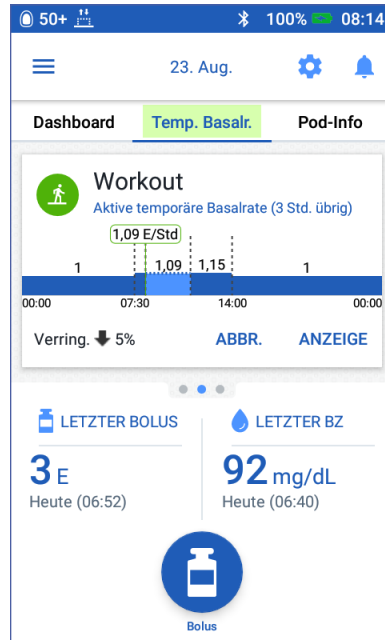 50+ 100% 08:14
23. Aug.
Dashboard Temp. Basalr. Pod-Info
Workout
Aktive temporäre Basalrate (3 Std. übrig)
1,09 E/Std
1 1,09 1,15 1
00:00 07:30 14:00 00:00
Verring. 5% ABBR. ANZEIGE
LETZTER BOLUS LETZTER BZ
3 E 92 mg/dL
Heute (06:52) Heute (06:40)
Bolus